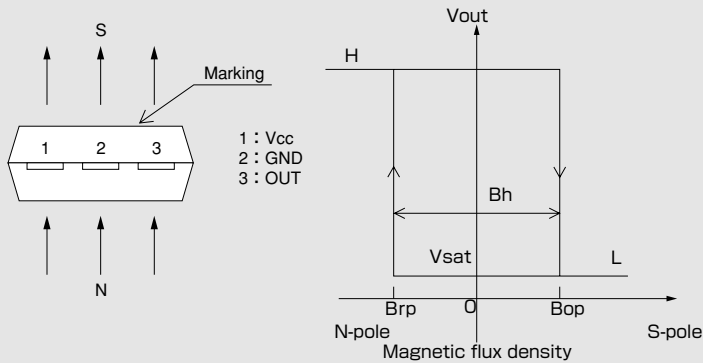 S
Marking
1 2 3
1：Vcc
2：GND
3：OUT
N
Vout
H
Bh
Vsat
L
Brp
O
Bop
N-pole
S-pole
Magnetic flux density